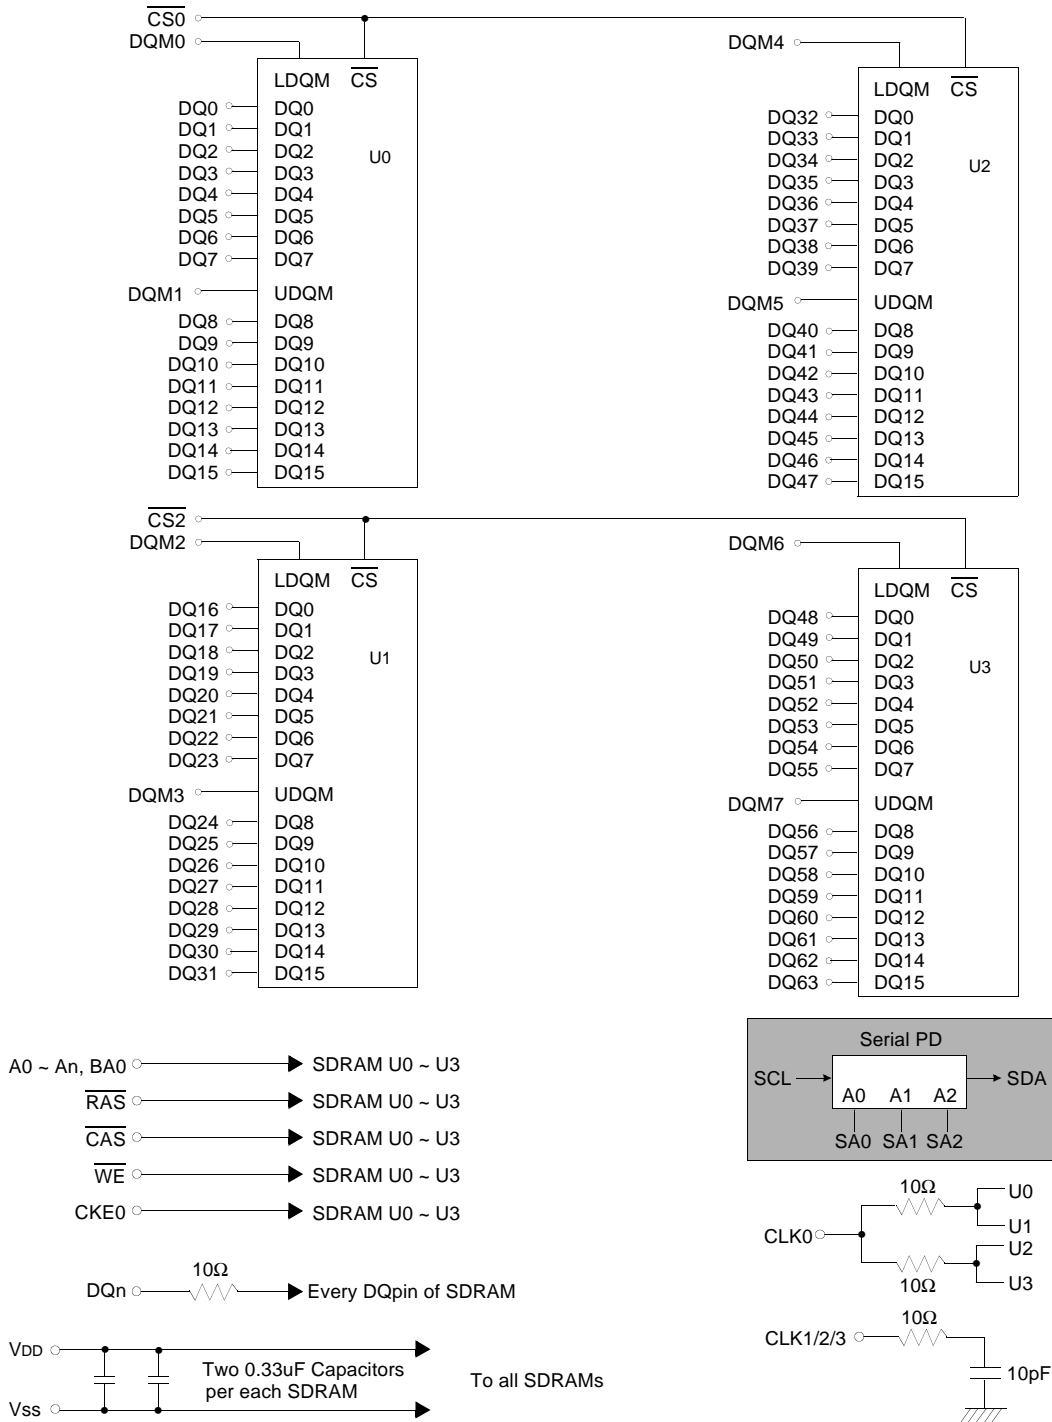 CS0
DQM0
LDQM CS
U0
DQ0 DQ0
DQ1 DQ1
DQ2 DQ2
DQ3 DQ3
DQ4 DQ4
DQ5 DQ5
DQ6 DQ6
DQ7 DQ7
DQM1 UDQM
DQ8 DQ8
DQ9 DQ9
DQ10 DQ10
DQ11 DQ11
DQ12 DQ12
DQ13 DQ13
DQ14 DQ14
DQ15 DQ15
DQM4
LDQM CS
U2
DQ32 DQ0
DQ33 DQ1
DQ34 DQ2
DQ35 DQ3
DQ36 DQ4
DQ37 DQ5
DQ38 DQ6
DQ39 DQ7
DQM5 UDQM
DQ40 DQ8
DQ41 DQ9
DQ42 DQ10
DQ43 DQ11
DQ44 DQ12
DQ45 DQ13
DQ46 DQ14
DQ47 DQ15
CS2
DQM2
LDQM CS
U1
DQ16 DQ0
DQ17 DQ1
DQ18 DQ2
DQ19 DQ3
DQ20 DQ4
DQ21 DQ5
DQ22 DQ6
DQ23 DQ7
DQM3 UDQM
DQ24 DQ8
DQ25 DQ9
DQ26 DQ10
DQ27 DQ11
DQ28 DQ12
DQ29 DQ13
DQ30 DQ14
DQ31 DQ15
DQM6
LDQM CS
U3
DQ48 DQ0
DQ49 DQ1
DQ50 DQ2
DQ51 DQ3
DQ52 DQ4
DQ53 DQ5
DQ54 DQ6
DQ55 DQ7
DQM7 UDQM
DQ56 DQ8
DQ57 DQ9
DQ58 DQ10
DQ59 DQ11
DQ60 DQ12
DQ61 DQ13
DQ62 DQ14
DQ63 DQ15
A0 ~ An, BA0 SDRAM U0 ~ U3
RAS SDRAM U0 ~ U3
CAS SDRAM U0 ~ U3
WE SDRAM U0 ~ U3
CKE0 SDRAM U0 ~ U3
DQn 10Ω Every DQpin of SDRAM
VDD
Two 0.33uF Capacitors
per each SDRAM
To all SDRAMs
Vss
Serial PD
SCL SDA
A0 A1 A2
SA0 SA1 SA2
10Ω
U0
U1
CLK0
U2
U3
10Ω
10Ω
CLK1/2/3
10pF